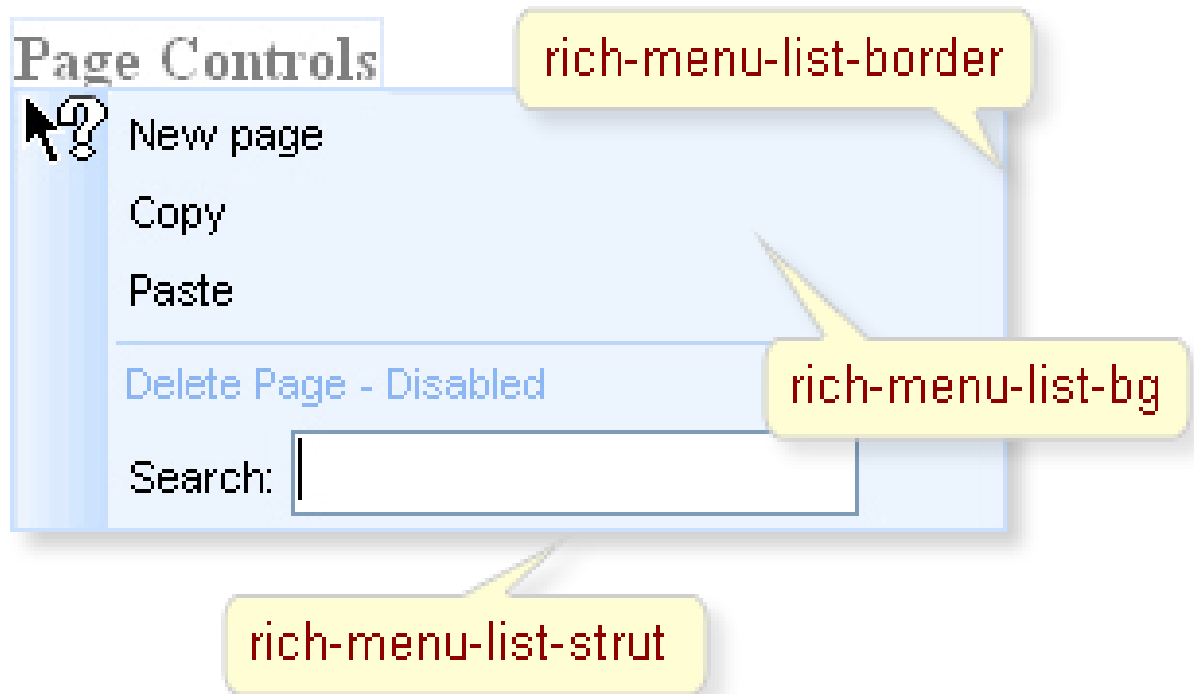 Page Controls
rich-menu-list-border
New page
Copy
Paste
Delete Page - Disabled
rich-menu-list-bg
Search:
rich-menu-list-strut